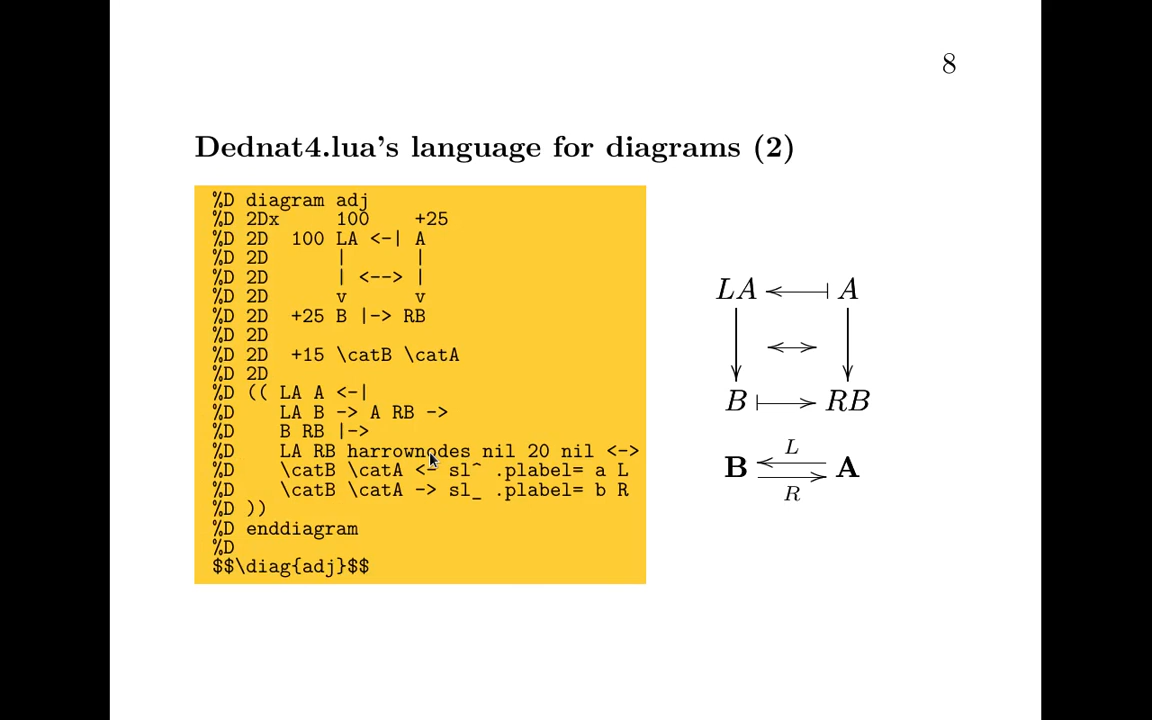 8
Dednat4.lua's language for diagrams (2)
%D diagram adj
%D 2Dx     100    +25
%D 2D  100 LA <-| A
%D 2D      |      |
%D 2D      | <--> |
%D 2D      v      v
%D 2D  +25 B |-> RB
%D 2D
%D 2D  +15 \catB \catA
%D 2D
%D (( LA A <-|
%D    LA B -> A RB ->
%D    B RB |->
%D    LA RB harrownodes nil 20 nil <->
%D    \catB \catA <- sl^ .plabel= a L
%D    \catB \catA -> sl_ .plabel= b R
%D ))
%D enddiagram
%D
$$\diag{adj}$$
LA A
B RB
L
B A
R